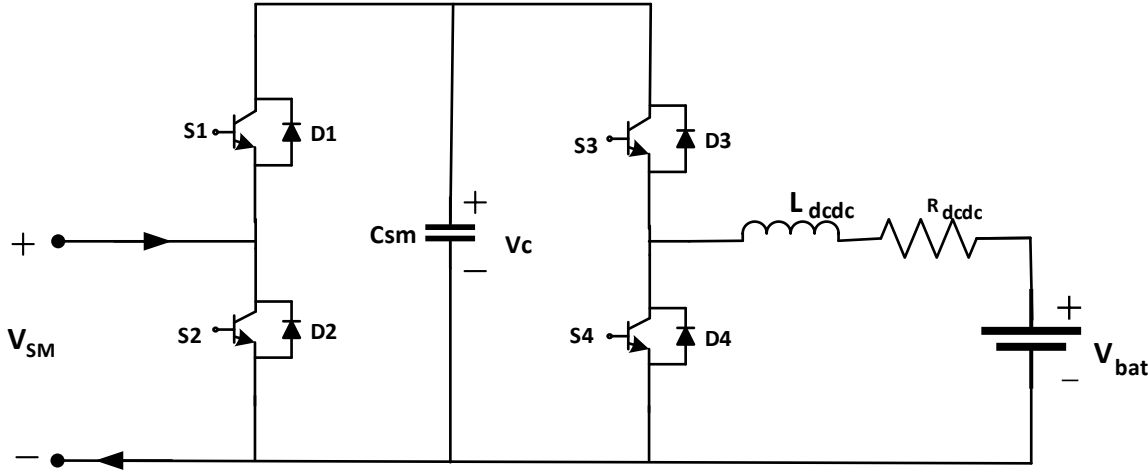 S1
D1
S3
D3
L dcdc
R dcdc
+
+
Csm
Vc
−
S2
D2
S4
D4
+
V SM
V bat
−
−